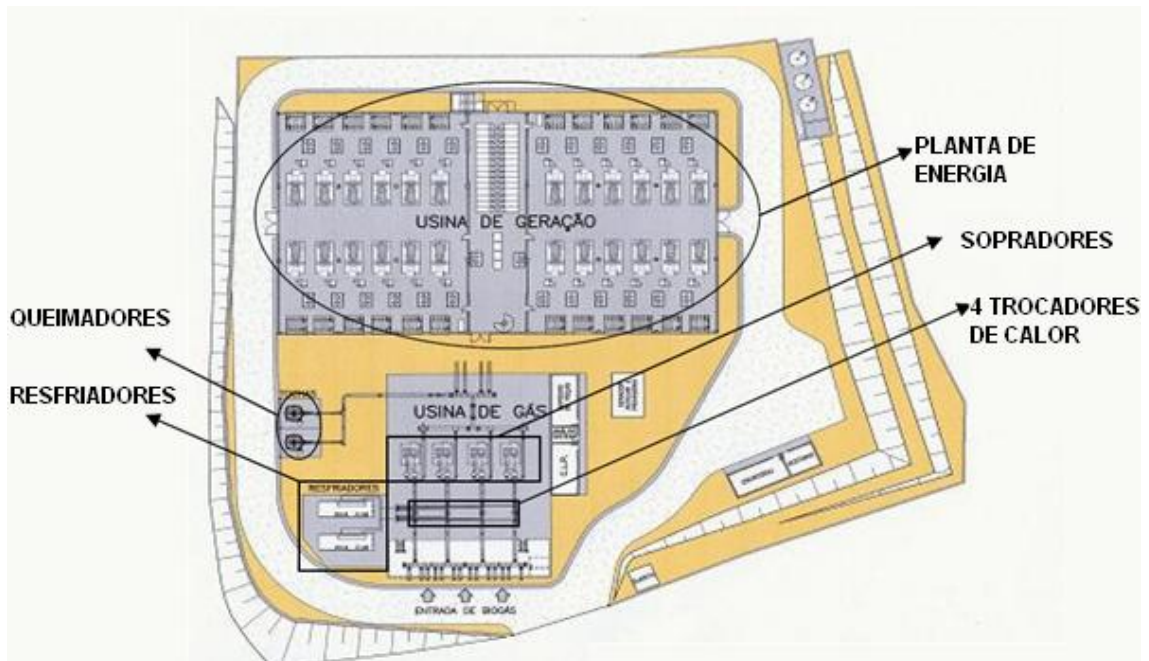 PLANTA DE
ENERGIA
USINA DE GERAÇÃO
SOPRADORES
4 TROCADORES
DE CALOR
QUEIMADORES
RESFRIADORES
USINA DE GÁS
C.L.P.
RESFRIADORES
ENTRADA DE BIOGÁS